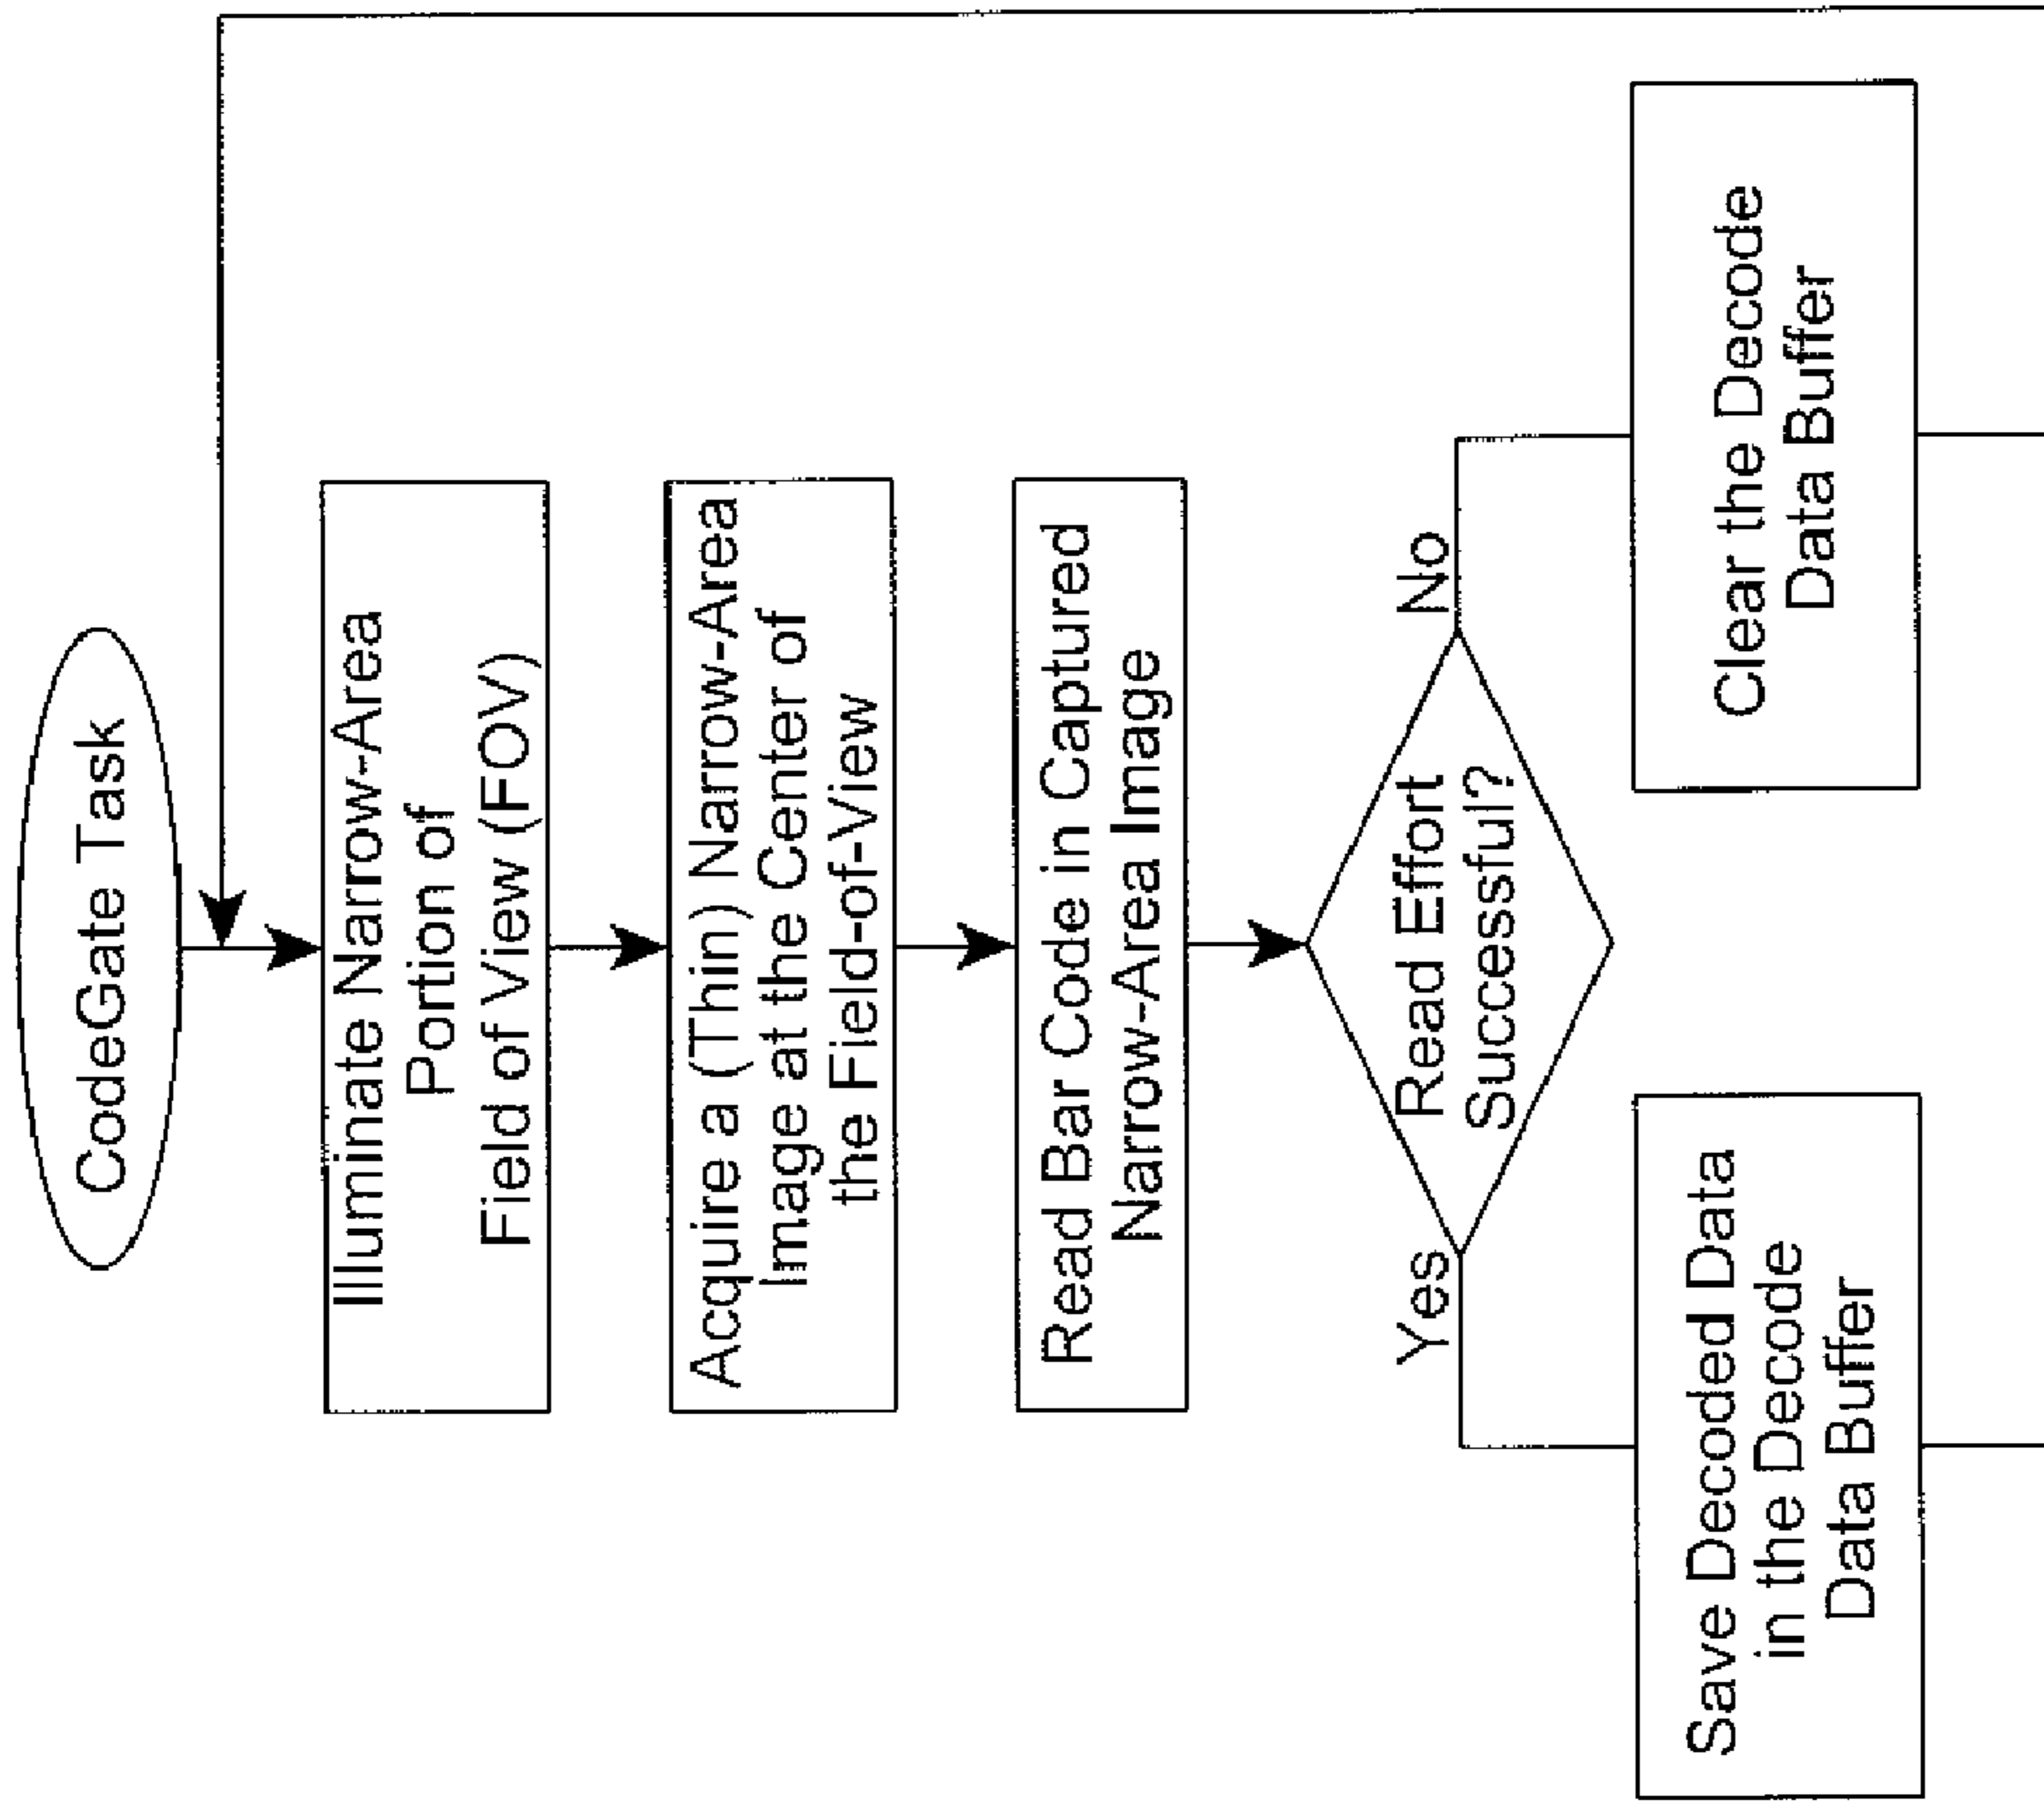 CodeGate Task
Illuminate Narrow-Area
Portion of
Field of View (FOV)
Acquire a (Thin) Narrow-Area
Image at the Center of
the Field-of-View
Read Bar Code in Captured
Narrow-Area Image
Read Effort
Successful?
Yes
No
Save Decoded Data
in the Decode
Data Buffer
Clear the Decode
Data Buffer